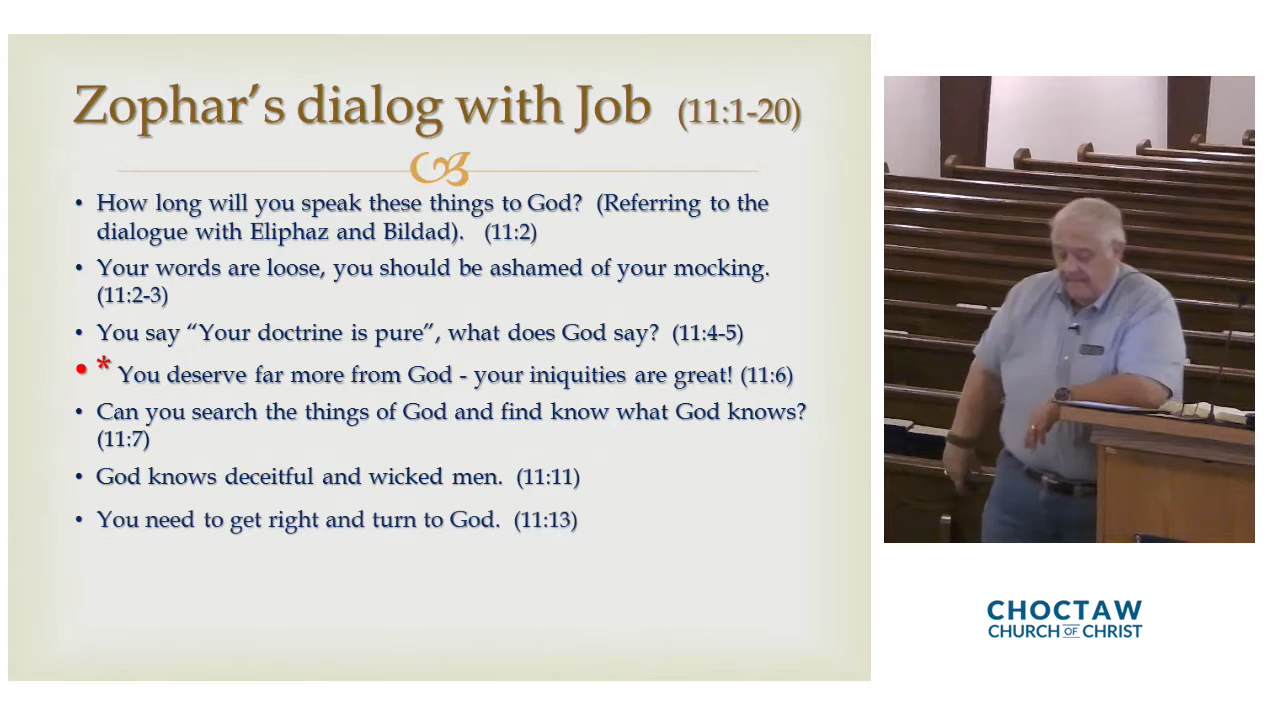 Zophar's dialog with Job (11:1-20)
• How long will you speak these things to God? (Referring to the
dialogue with Eliphaz and Bildad). (11:2)
• Your words are loose, you should be ashamed of your mocking.
(11:2-3)
• You say “Your doctrine is pure”, what does God say? (11:4-5)
• * You deserve far more from God - your iniquities are great! (11:6)
• Can you search the things of God and find know what God knows?
(11:7)
• God knows deceitful and wicked men. (11:11)
• You need to get right and turn to God. (11:13)
CHOCTAW
CHURCH OF CHRIST